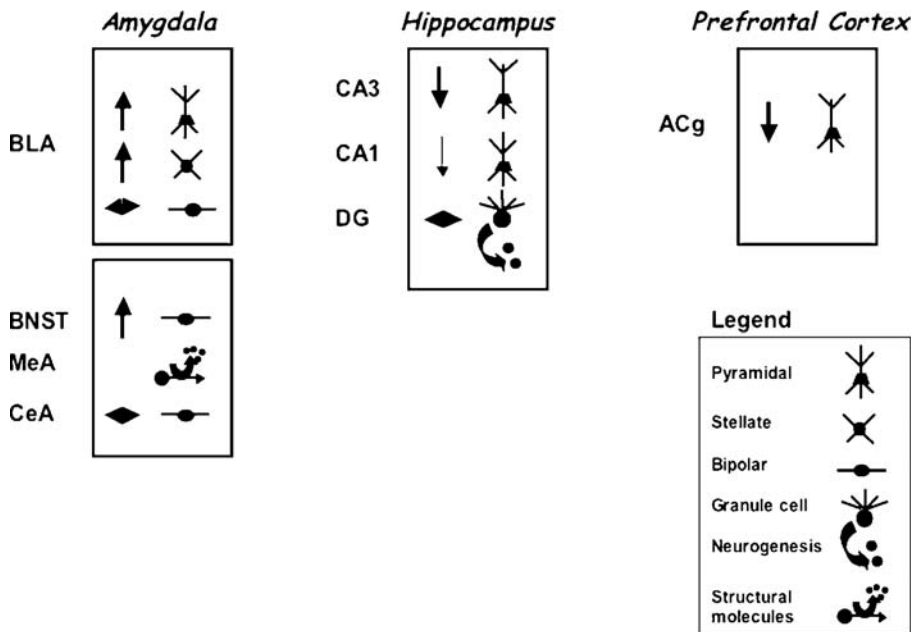 Amygdala
Hippocampus
Prefrontal Cortex
BLA
BNST
MeA
CeA
CA3
CA1
DG
ACg
Legend
Pyramidal
Stellate
Bipolar
Granule cell
Neurogenesis
Structural
molecules